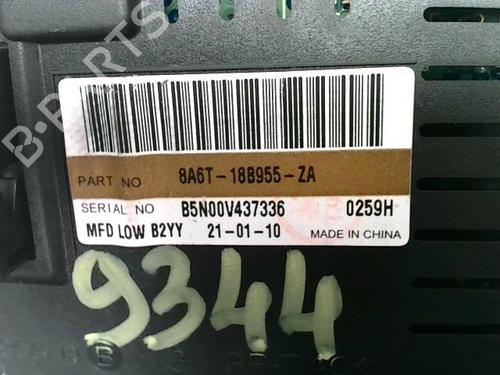 PART NO 8A6T-18B955-ZA
SERIAL NO B5N00V437336 0259H
MFD LOW B2YY 21-01-10 MADE IN CHINA
9344
B-PARTS